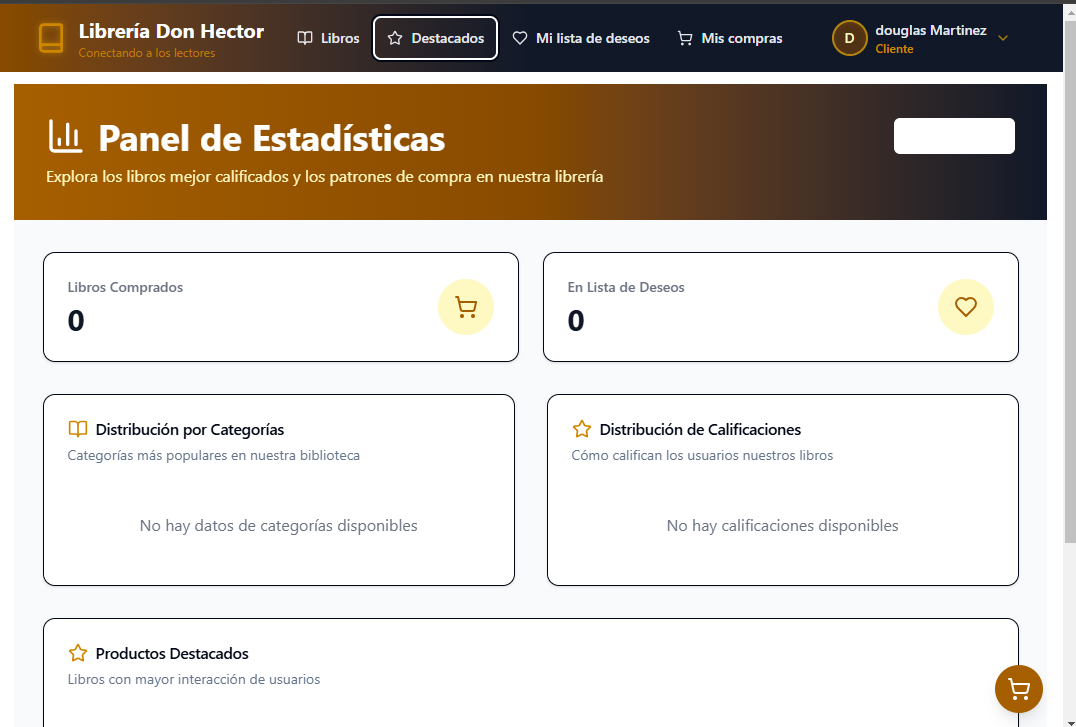 Librería Don Hector
Conectando a los lectores
Libros
Destacados
Mi lista de deseos
Mis compras
D
douglas Martinez
Cliente
Panel de Estadísticas
Explora los libros mejor calificados y los patrones de compra en nuestra librería
Libros Comprados
0
En Lista de Deseos
0
Distribución por Categorías
Categorías más populares en nuestra biblioteca
No hay datos de categorías disponibles
Distribución de Calificaciones
Cómo califican los usuarios nuestros libros
No hay calificaciones disponibles
Productos Destacados
Libros con mayor interacción de usuarios